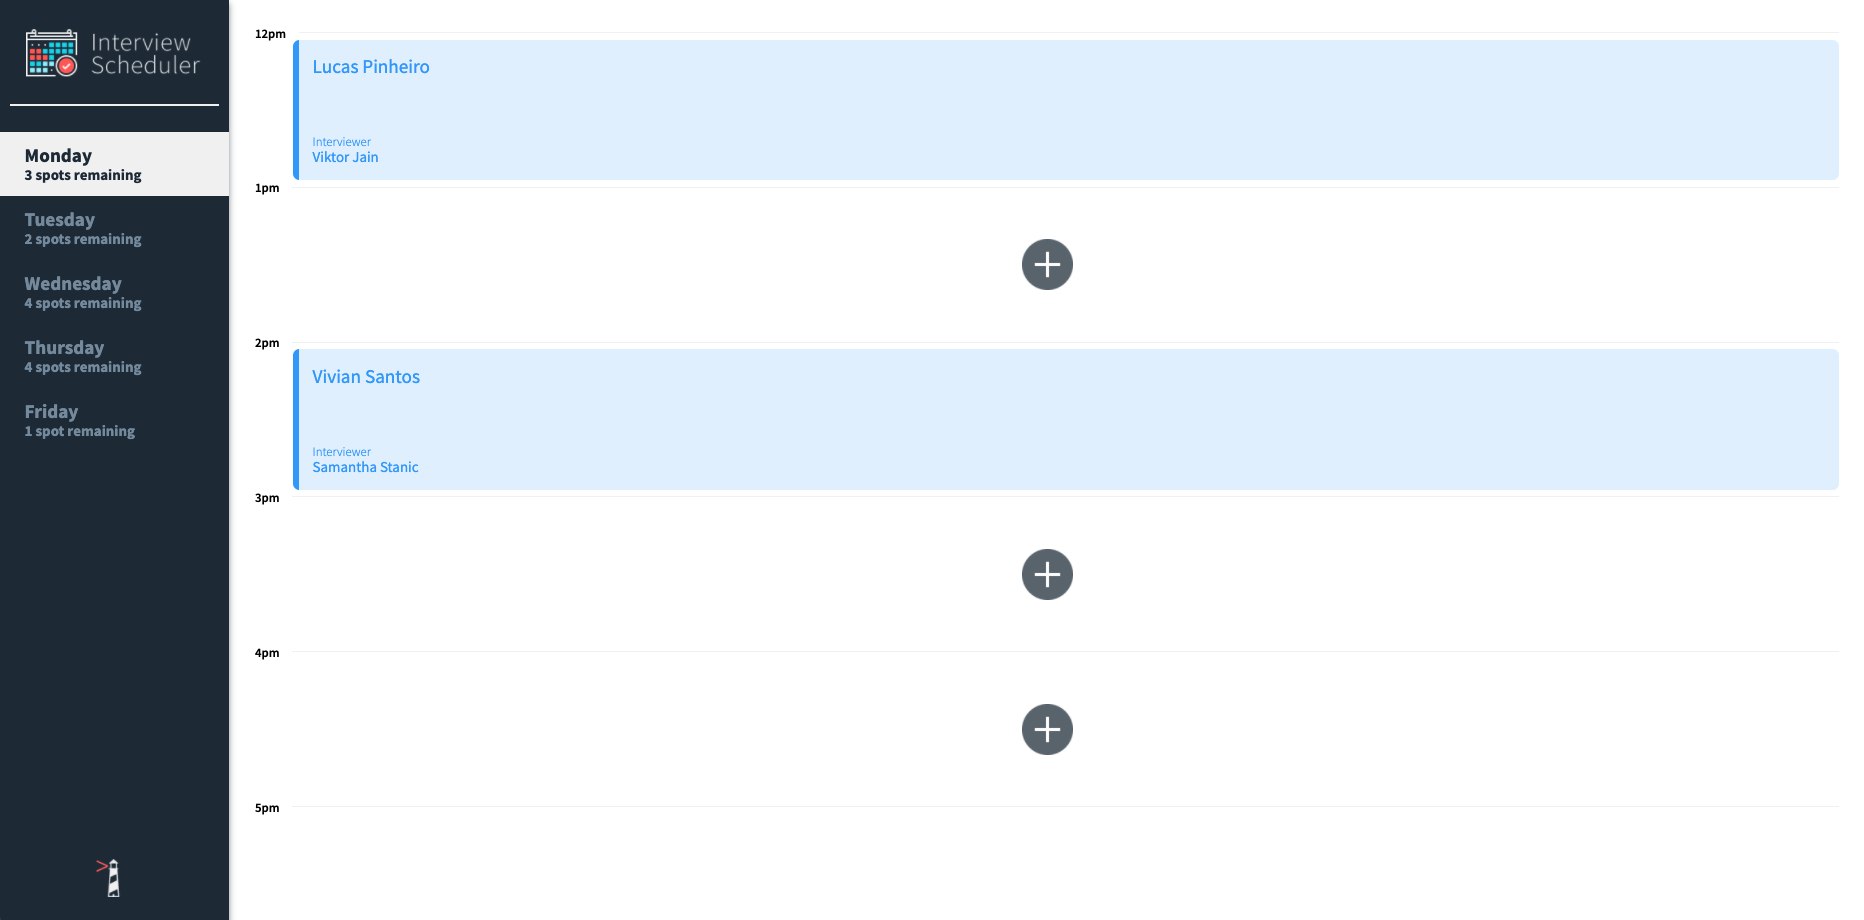 Interview
Scheduler
Monday
3 spots remaining
Tuesday
2 spots remaining
Wednesday
4 spots remaining
Thursday
4 spots remaining
Friday
1 spot remaining
12pm
Lucas Pinheiro
Interviewer
Viktor Jain
1pm
2pm
Vivian Santos
Interviewer
Samantha Stanic
3pm
4pm
5pm